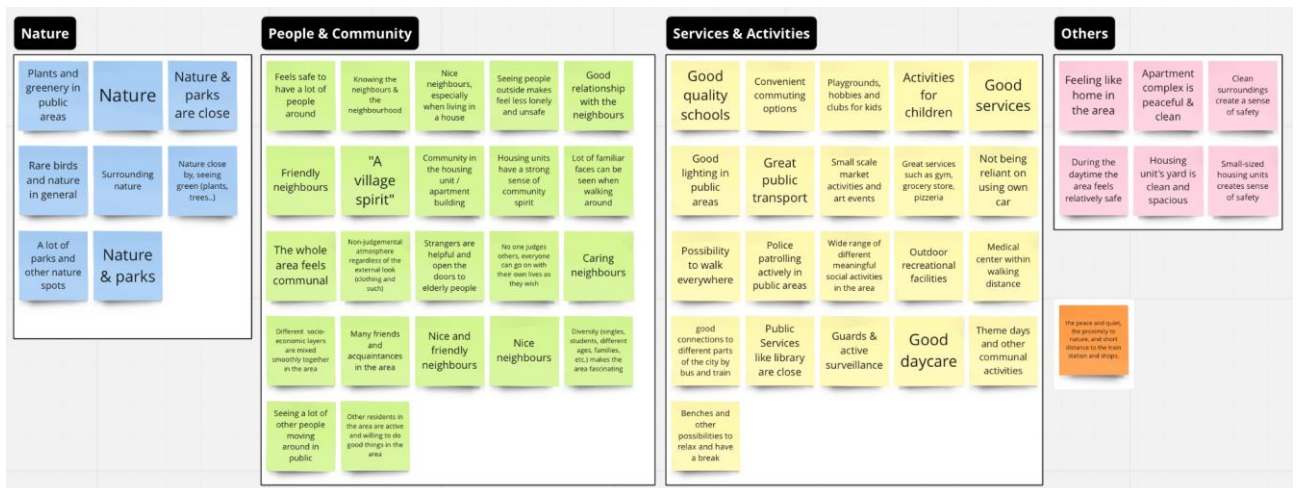 Nature
Plants and
greenery in
public
areas
Nature
Nature &
parks
are close
Rare birds
and nature
in general
Surrounding
nature
Nature close
by, seeing
green (plants,
trees..)
A lot of
parks and
other nature
spots
Nature
& parks
People & Community
Feels safe to
have a lot of
people
around
Knowing the
neighbours &
the
neighbourhood
Nice
neighbours,
especially
when living in
a house
Seeing people
outside makes
feel less lonely
and unsafe
Good
relationship
with the
neighbours
Friendly
neighbours
"A
village
spirit"
Community in
the housing
unit /
apartment
building
Housing units
have a strong
sense of
community
spirit
Lot of familiar
faces can be
seen when
walking
around
The whole
area feels
communal
Non-judgemental
atmosphere
regardless of the
external look
(clothing and
such)
Strangers are
helpful and
open the
doors to
elderly people
No one judges
others, everyone
can go on with
their own lives as
they wish
Caring
neighbours
Different socio-
economic layers
are mixed
smoothly together
in the area
Many friends
and
acquaintances
in the area
Nice and
friendly
neighbours
Nice
neighbours
Diversity (singles,
students, different
ages, families,
etc.) makes the
area fascinating
Seeing a lot of
other people
moving
around in
public
Other residents in
the area are active
and willing to do
good things in the
area
Services & Activities
Good
quality
schools
Convenient
commuting
options
Playgrounds,
hobbies and
clubs for kids
Activities
for
children
Good
services
Good
lighting in
public
areas
Great
public
transport
Small scale
market
activities and
art events
Great services
such as gym,
grocery store,
pizzeria
Not being
reliant on
using own
car
Possibility
to walk
everywhere
Police
patrolling
actively in
public areas
Wide range of
different
meaningful
social activities
in the area
Outdoor
recreational
facilities
Medical
center within
walking
distance
good
connections to
different parts
of the city by
bus and train
Public
Services
like library
are close
Guards &
active
surveillance
Good
daycare
Theme days
and other
communal
activities
Benches and
other
possibilities to
relax and have
a break
Others
Feeling like
home in
the area
Apartment
complex is
peaceful &
clean
Clean
surroundings
create a sense
of safety
During the
daytime the
area feels
relatively safe
Housing
unit's yard is
clean and
spacious
Small-sized
housing units
creates sense
of safety
the peace and quiet,
the proximity to
nature, and short
distance to the train
station and shops.